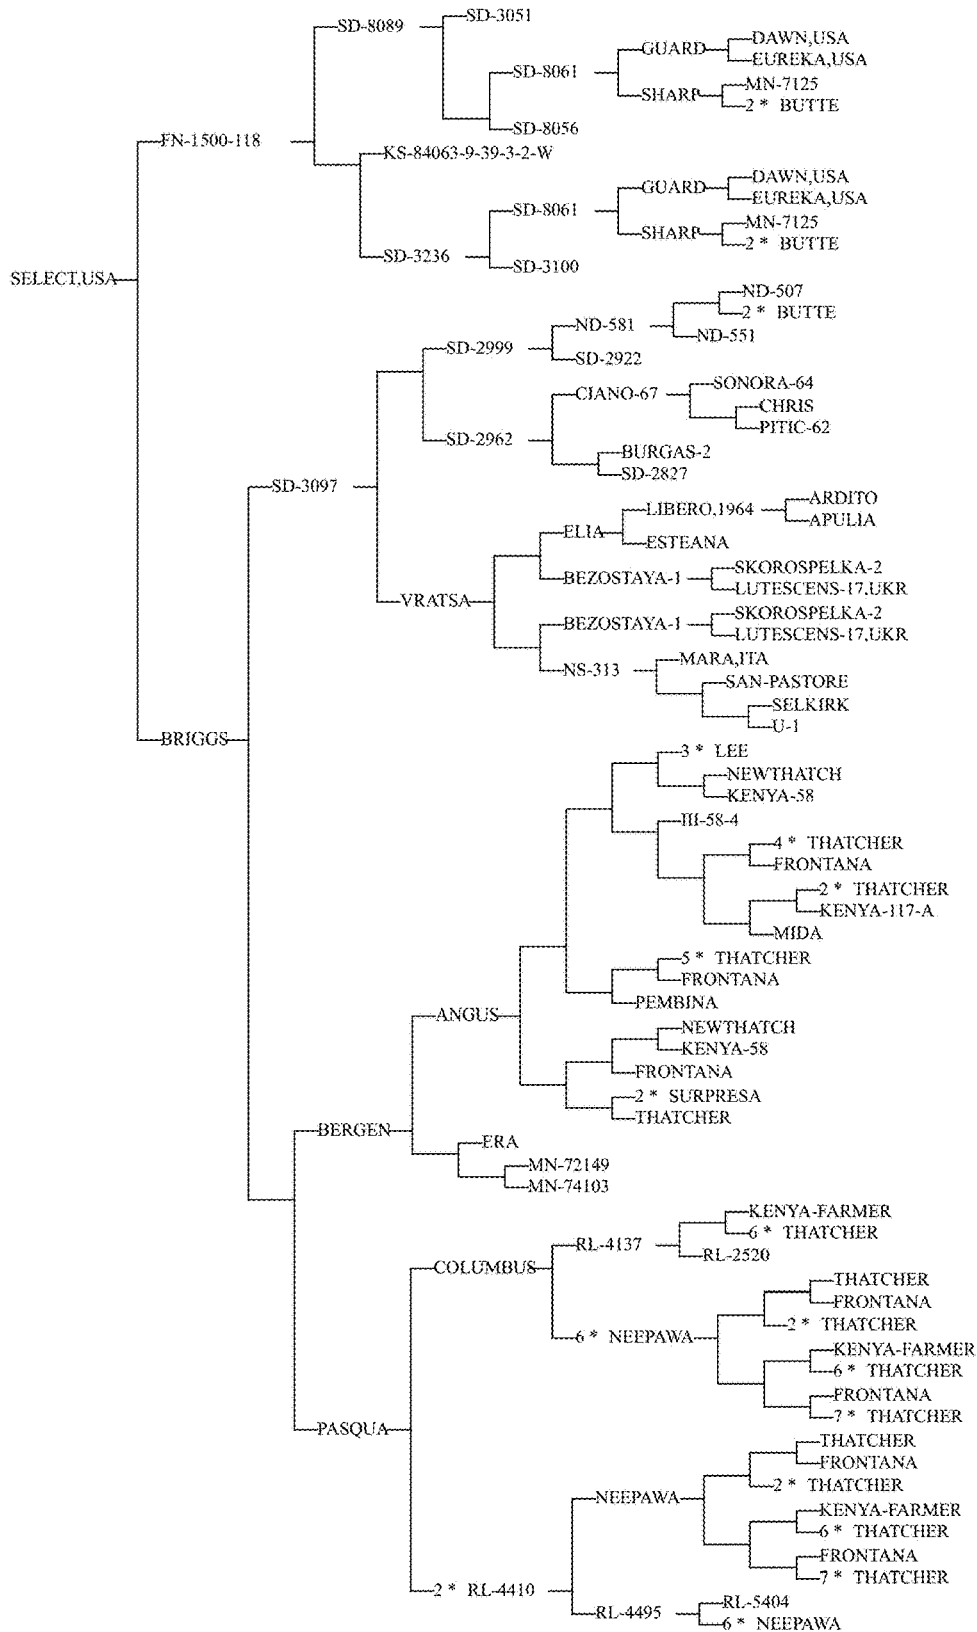 SD-3051
SD-8089
DAWN,USA
GUARD
EUREKA,USA
SD-8061
MN-7125
SHARP
2 * BUTTE
SD-8056
FN-1500-118
KS-84063-9-39-3-2-W
DAWN,USA
GUARD
EUREKA,USA
SD-8061
MN-7125
SHARP
2 * BUTTE
SD-3236
SD-3100
SELECT,USA
ND-507
2 * BUTTE
ND-581
ND-551
SD-2999
SD-2922
SONORA-64
CIANO-67
CHRIS
PITIC-62
SD-2962
BURGAS-2
SD-2827
SD-3097
ARDITO
LIBERO,1964
APULIA
ELIA
ESTEANA
SKOROSPELKA-2
BEZOSTAYA-1
LUTESCENS-17,UKR
VRATSA
SKOROSPELKA-2
BEZOSTAYA-1
LUTESCENS-17,UKR
MARA,ITA
NS-313
SAN-PASTORE
SELKIRK
U-1
BRIGGS
3 * LEE
NEWTHATCH
KENYA-58
III-58-4
4 * THATCHER
FRONTANA
2 * THATCHER
KENYA-117-A
MIDA
5 * THATCHER
FRONTANA
PEMBINA
ANGUS
NEWTHATCH
KENYA-58
FRONTANA
2 * SURPRESA
THATCHER
BERGEN
ERA
MN-72149
MN-74103
KENYA-FARMER
6 * THATCHER
RL-4137
RL-2520
COLUMBUS
THATCHER
FRONTANA
2 * THATCHER
6 * NEEPAWA
KENYA-FARMER
6 * THATCHER
FRONTANA
7 * THATCHER
PASQUA
THATCHER
FRONTANA
2 * THATCHER
NEEPAWA
KENYA-FARMER
6 * THATCHER
FRONTANA
7 * THATCHER
2 * RL-4410
RL-5404
RL-4495
6 * NEEPAWA